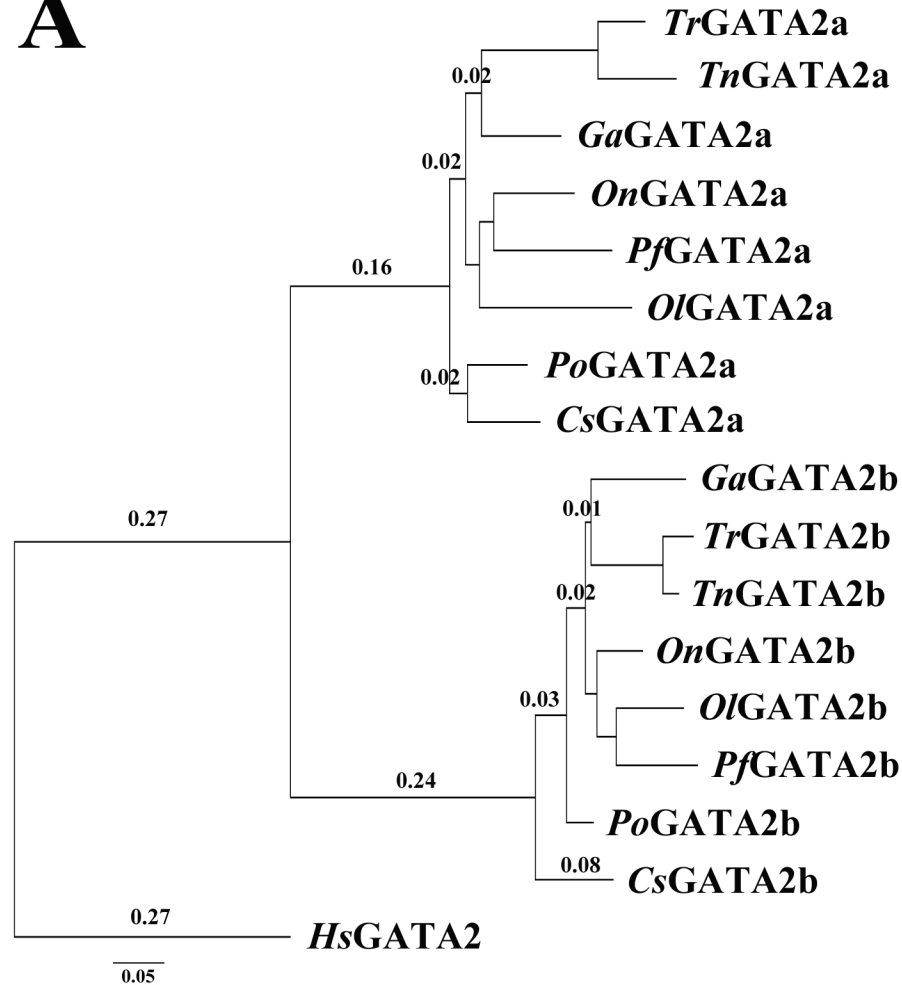 A
TrGATA2a
0.02
TnGATA2a
GaGATA2a
0.02
OnGATA2a
PfGATA2a
0.16
OlGATA2a
PoGATA2a
0.02
CsGATA2a
GaGATA2b
0.01
0.27
TrGATA2b
0.02
TnGATA2b
OnGATA2b
0.03
OlGATA2b
PfGATA2b
0.24
PoGATA2b
0.08
CsGATA2b
0.27
HsGATA2
0.05